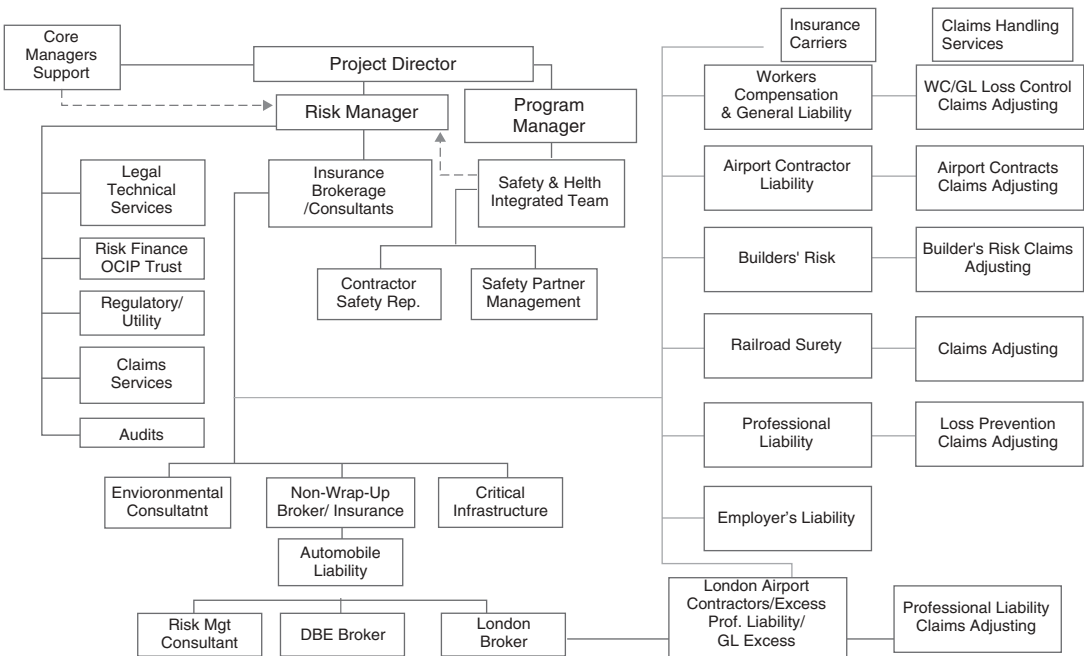 Core
Managers
Support
Project Director
Risk Manager
Program
Manager
Legal
Technical
Services
Risk Finance
OCIP Trust
Regulatory/
Utility
Claims
Services
Audits
Insurance
Brokerage
/Consultants
Safety & Helth
Integrated Team
Contractor
Safety Rep.
Safety Partner
Management
Envioronmental
Consultatnt
Non-Wrap-Up
Broker/ Insurance
Critical
Infrastructure
Automobile
Liability
Risk Mgt
Consultant
DBE Broker
London
Broker
Insurance
Carriers
Claims Handling
Services
Workers
Compensation
& General Liability
WC/GL Loss Control
Claims Adjusting
Airport Contractor
Liability
Airport Contracts
Claims Adjusting
Builders' Risk
Builder's Risk Claims
Adjusting
Railroad Surety
Claims Adjusting
Professional
Liability
Loss Prevention
Claims Adjusting
Employer's Liability
London Airport
Contractors/Excess
Prof. Liability/
GL Excess
Professional Liability
Claims Adjusting